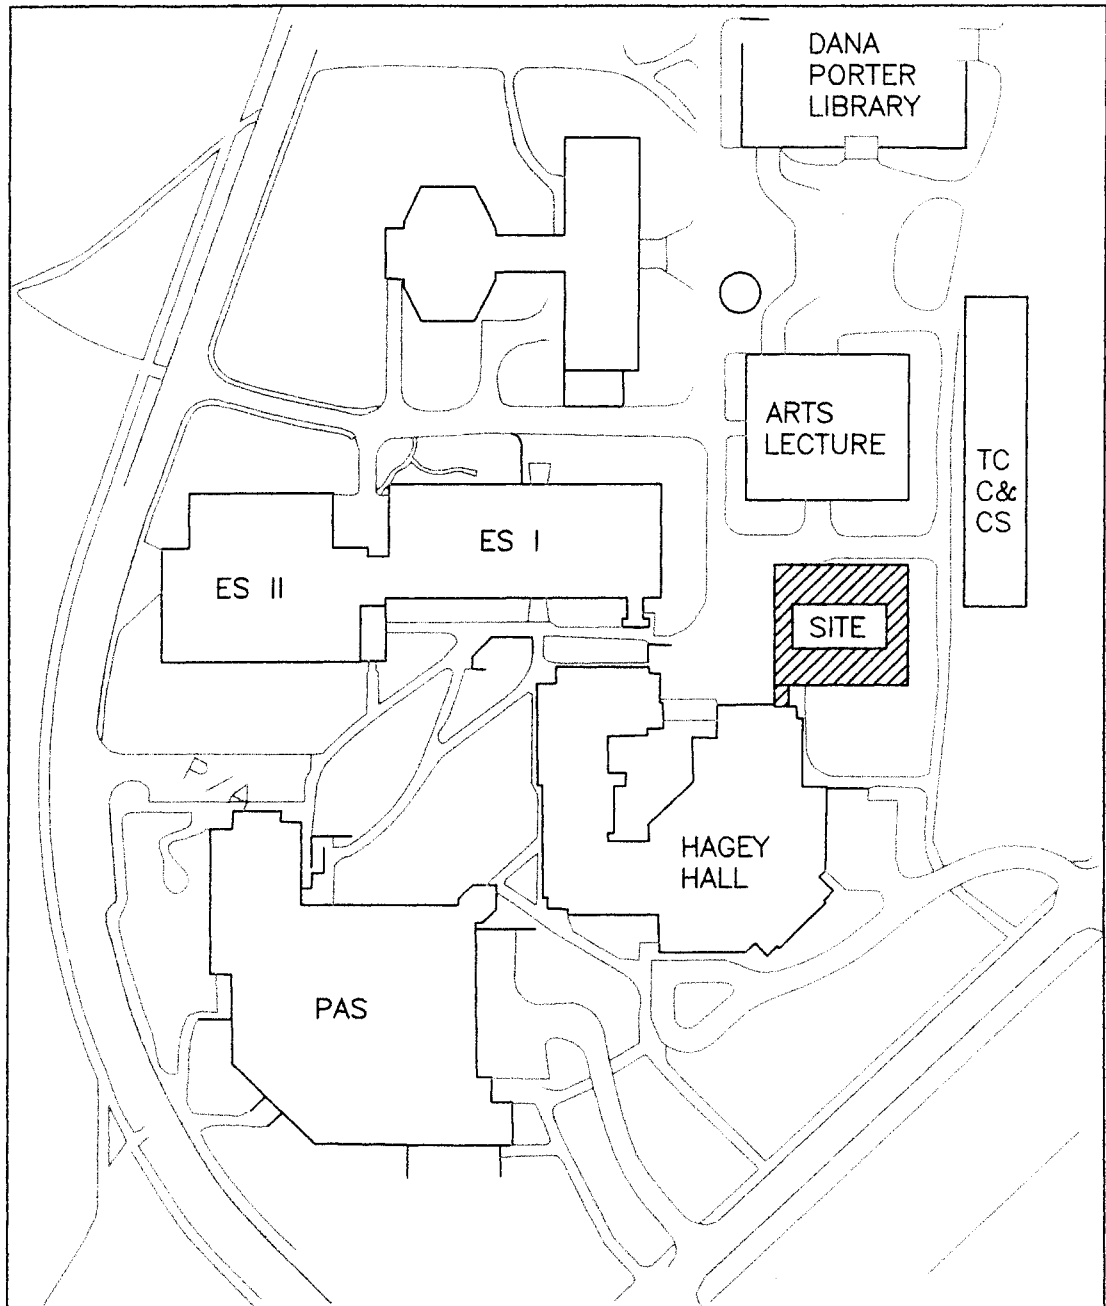 DANA
PORTER
LIBRARY
ARTS
LECTURE
TC
C&
CS
ES I
ES II
SITE
HAGEY
HALL
PAS